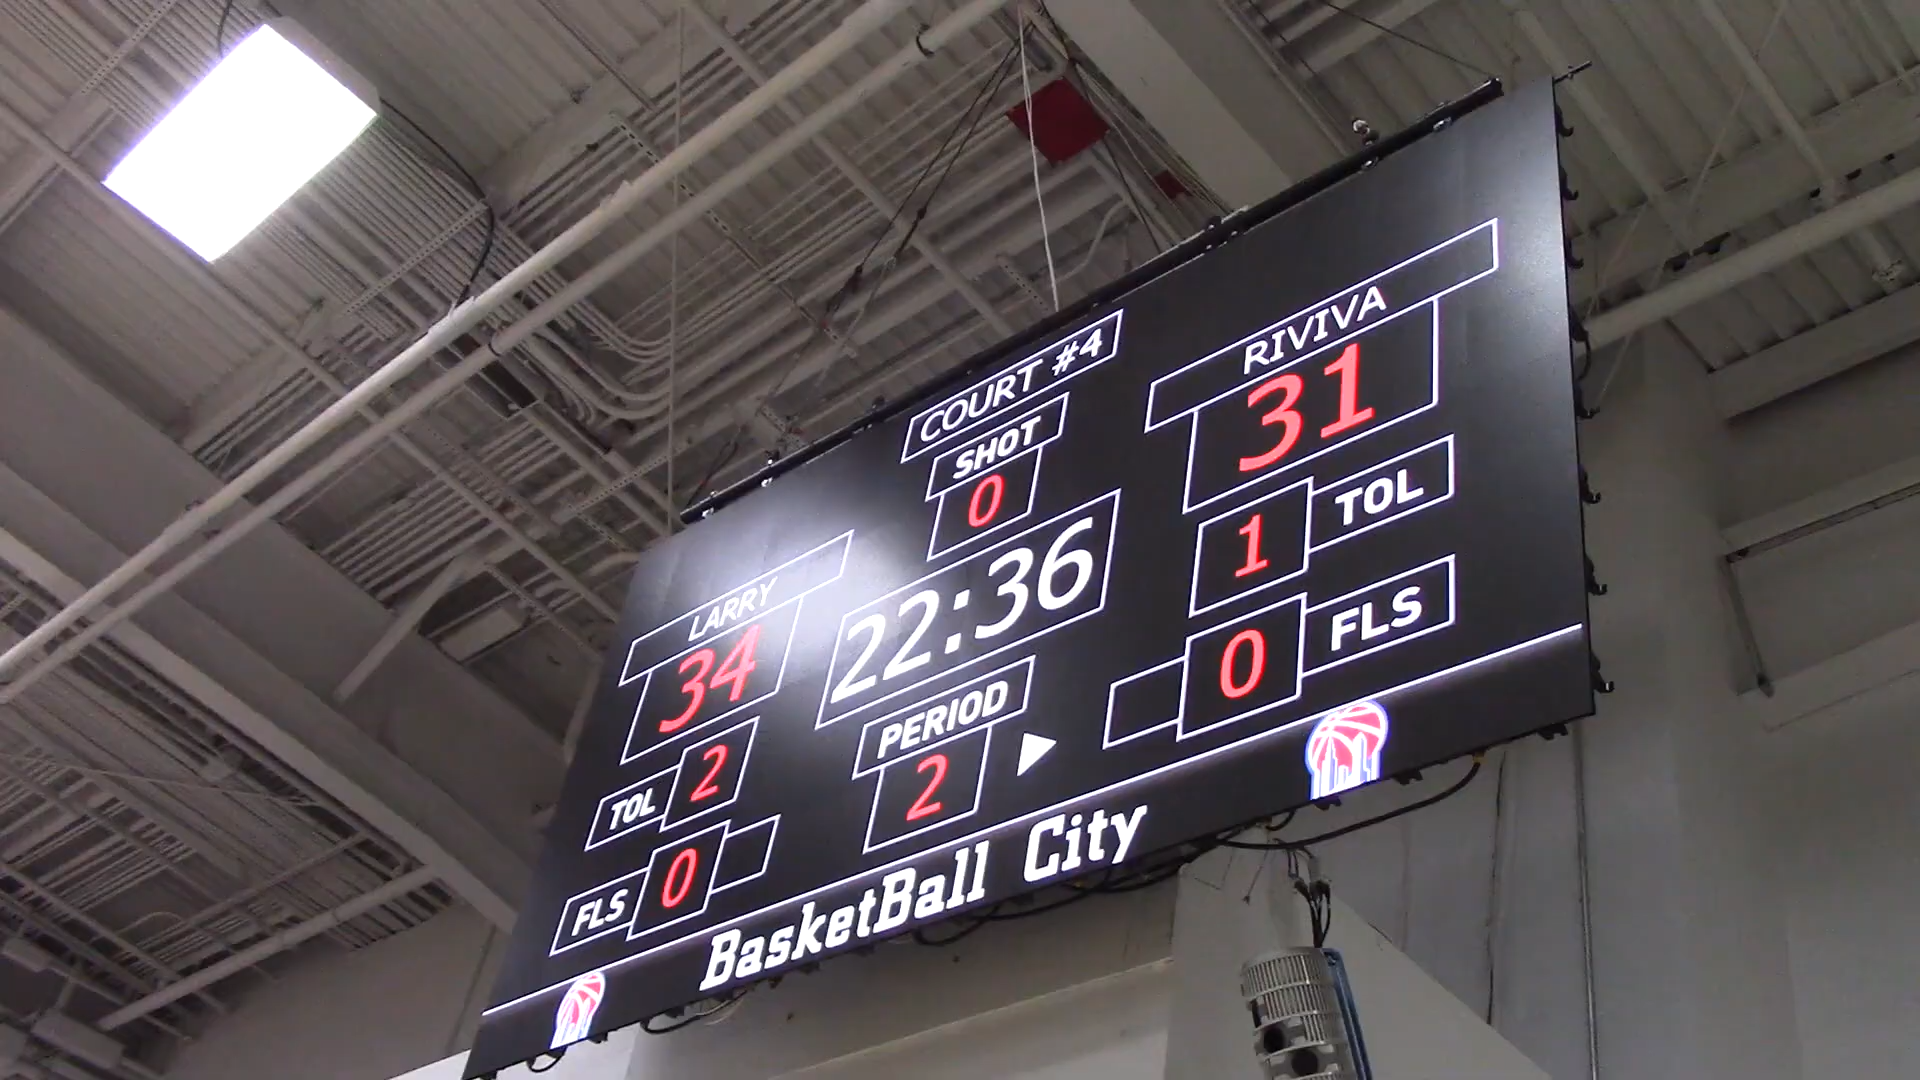 COURT #4
SHOT
0
LARRY
34
22:36
RIVIVA
31
TOL 2
1 TOL
PERIOD
2
FLS 0
0 FLS
BasketBall City